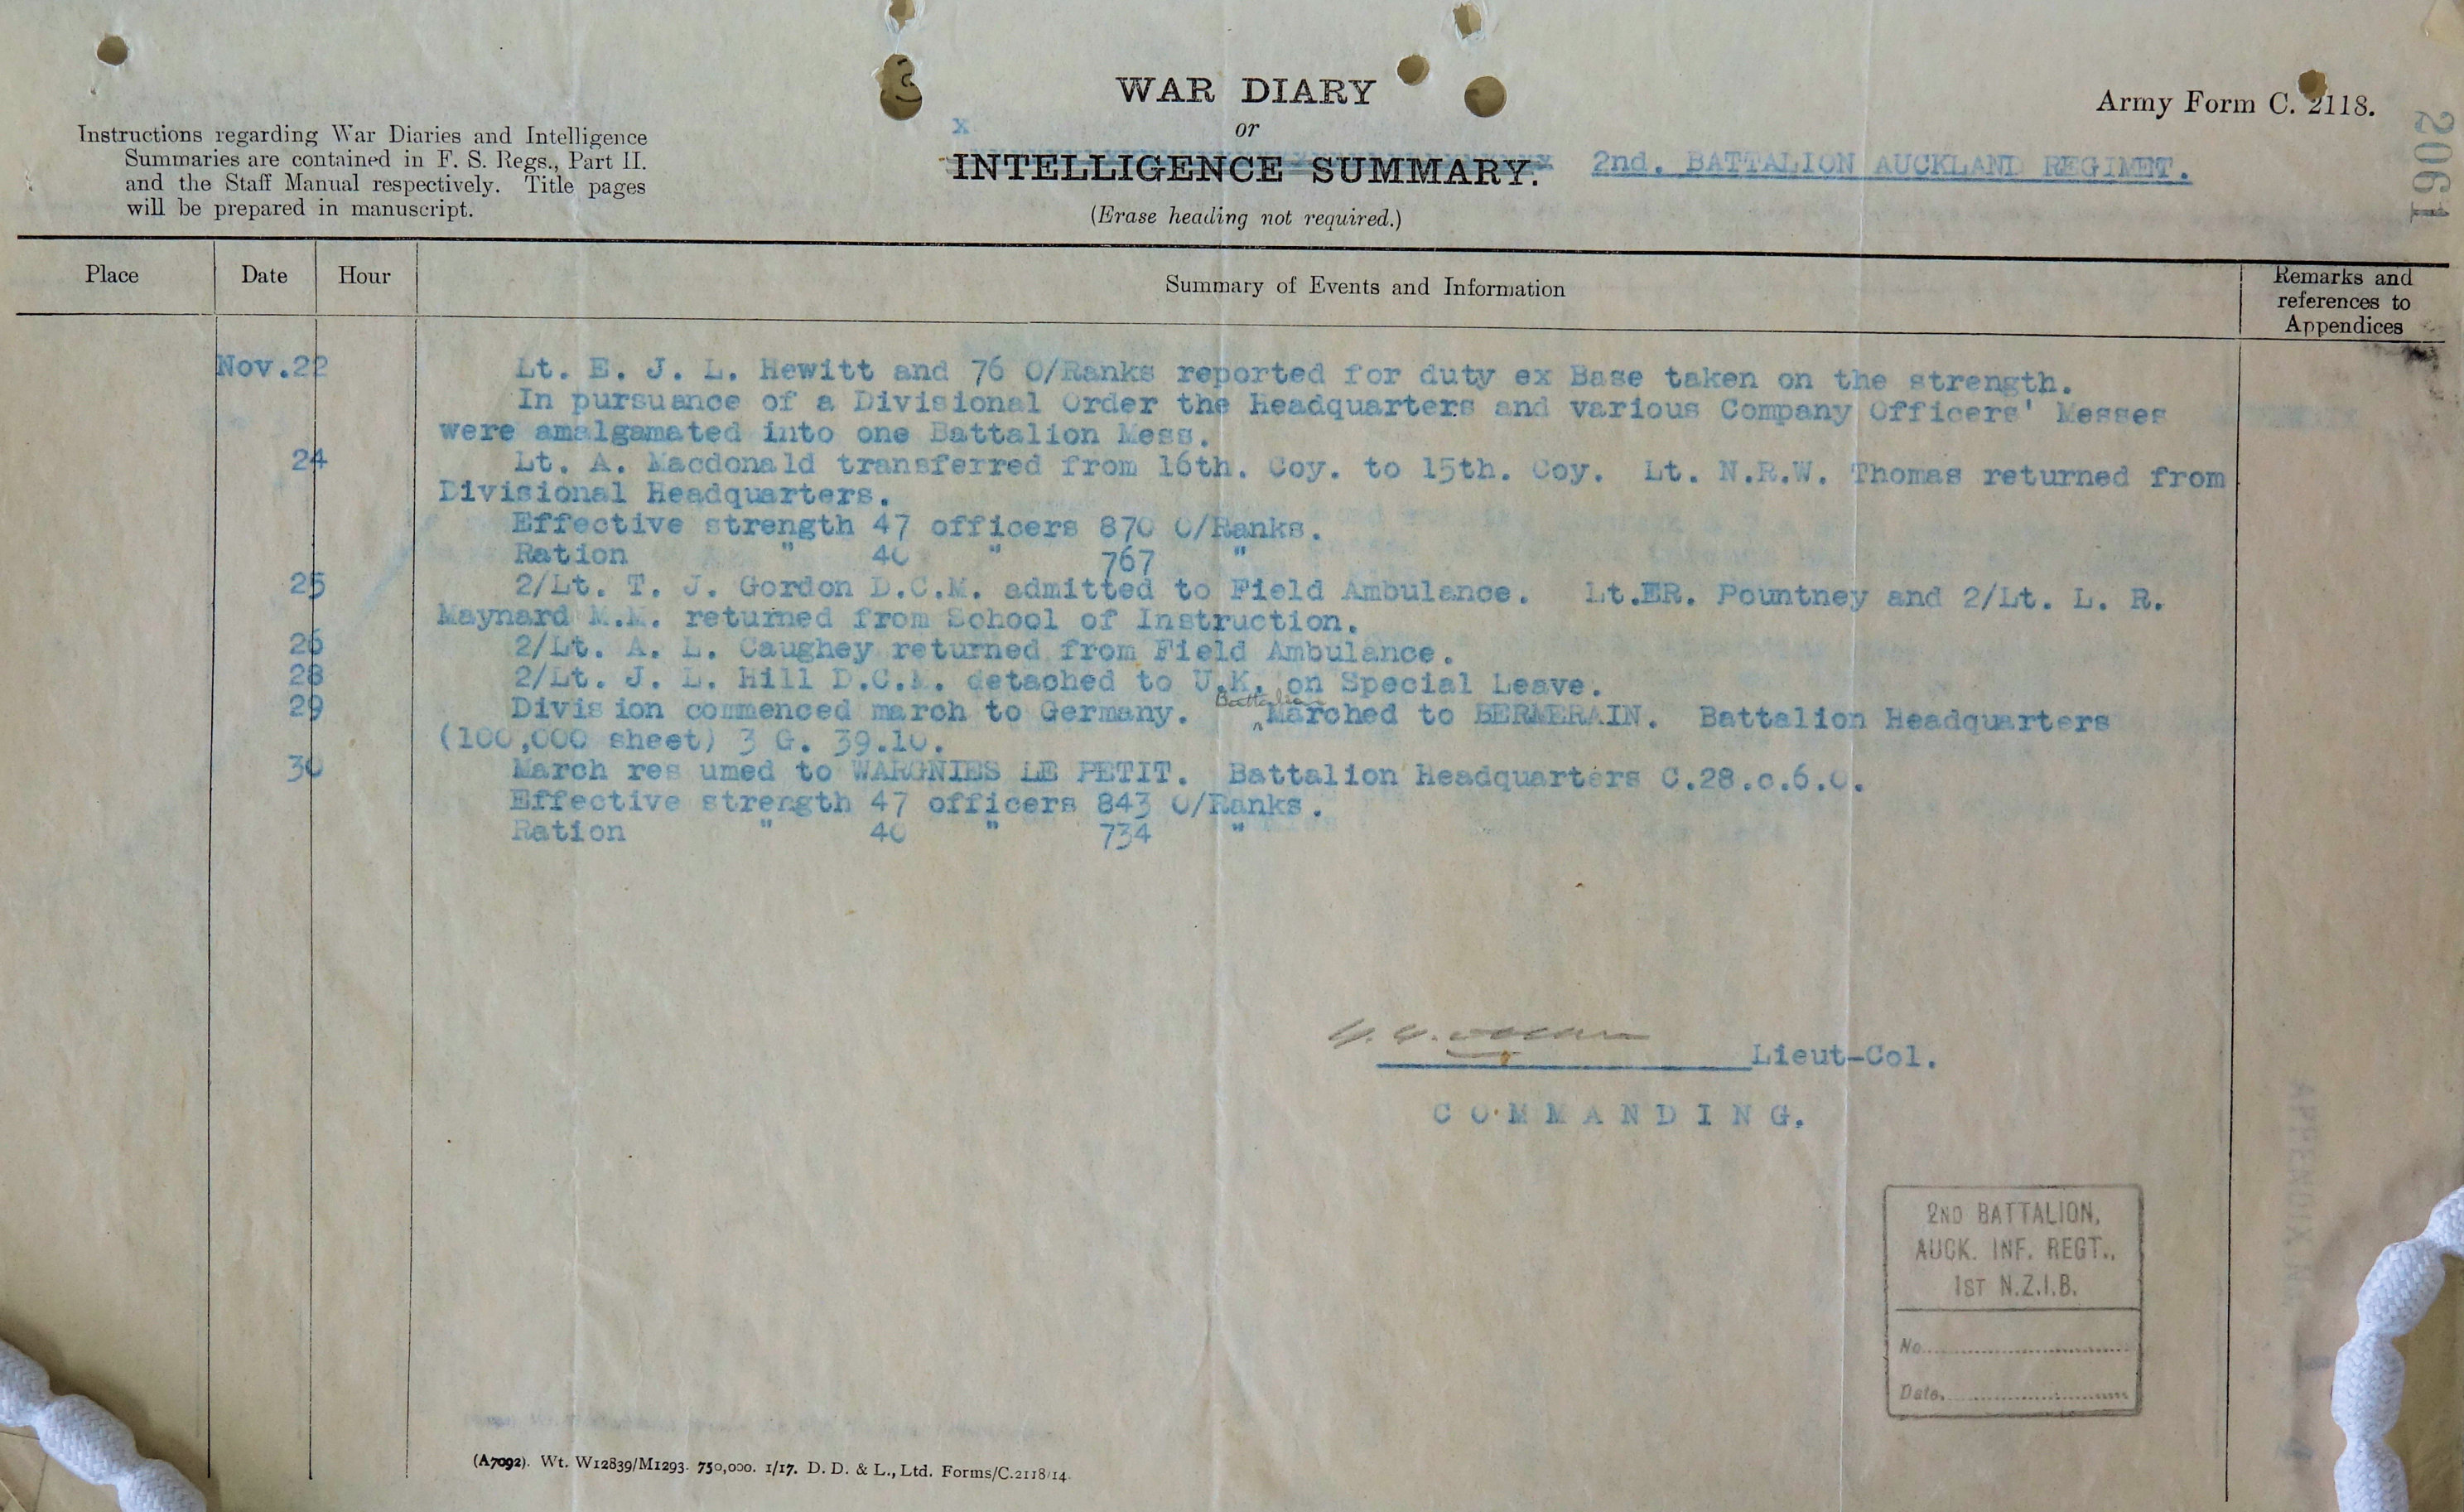 WAR DIARY
or
INTELLIGENCE SUMMARY.
(Erase heading not required.)
Army Form C. 2118.
2061
Instructions regarding War Diaries and Intelligence
Summaries are contained in F. S. Regs., Part II.
and the Staff Manual respectively. Title pages
will be prepared in manuscript.
x
2nd. BATTALION AUCKLAND REGIMENT.
Place Date Hour Summary of Events and Information Remarks and
references to
Appendices
Nov.22 Lt. E. J. L. Hewitt and 76 O/Ranks reported for duty ex Base taken on the strength.
In pursuance of a Divisional Order the Headquarters and various Company Officers' Messes
were amalgamated into one Battalion Mess.
24 Lt. A. Macdonald transferred from 16th. Coy. to 15th. Coy. Lt. N.R.W. Thomas returned from
Divisional Headquarters.
Effective strength 47 officers 870 O/Ranks.
Ration " 40 " 767 "
25 2/Lt. T. J. Gordon D.C.M. admitted to Field Ambulance. Lt.ER. Pountney and 2/Lt. L. R.
Maynard M.M. returned from School of Instruction.
26 2/Lt. A. L. Caughey returned from Field Ambulance.
28 2/Lt. J. L. Hill D.C.M. detached to U.K. on Special Leave.
29 Divis ion commenced march to Germany. Battalion Marched to BERMERAIN. Battalion Headquarters
(100,000 sheet) 3 G. 39.10.
30 March res umed to WARGNIES LE PETIT. Battalion Headquarters C.28.c.6.0.
Effective strength 47 officers 843 O/Ranks.
Ration " 40 " 734 "
Lieut-Col.
C O M M A N D I N G.
2ND BATTALION,
AUCK. INF. REGT.,
1ST N.Z.I.B.
No.
Date.
(A7092). Wt. W12839/M1293. 750,000. 1/17. D. D. & L., Ltd. Forms/C.2118/14.